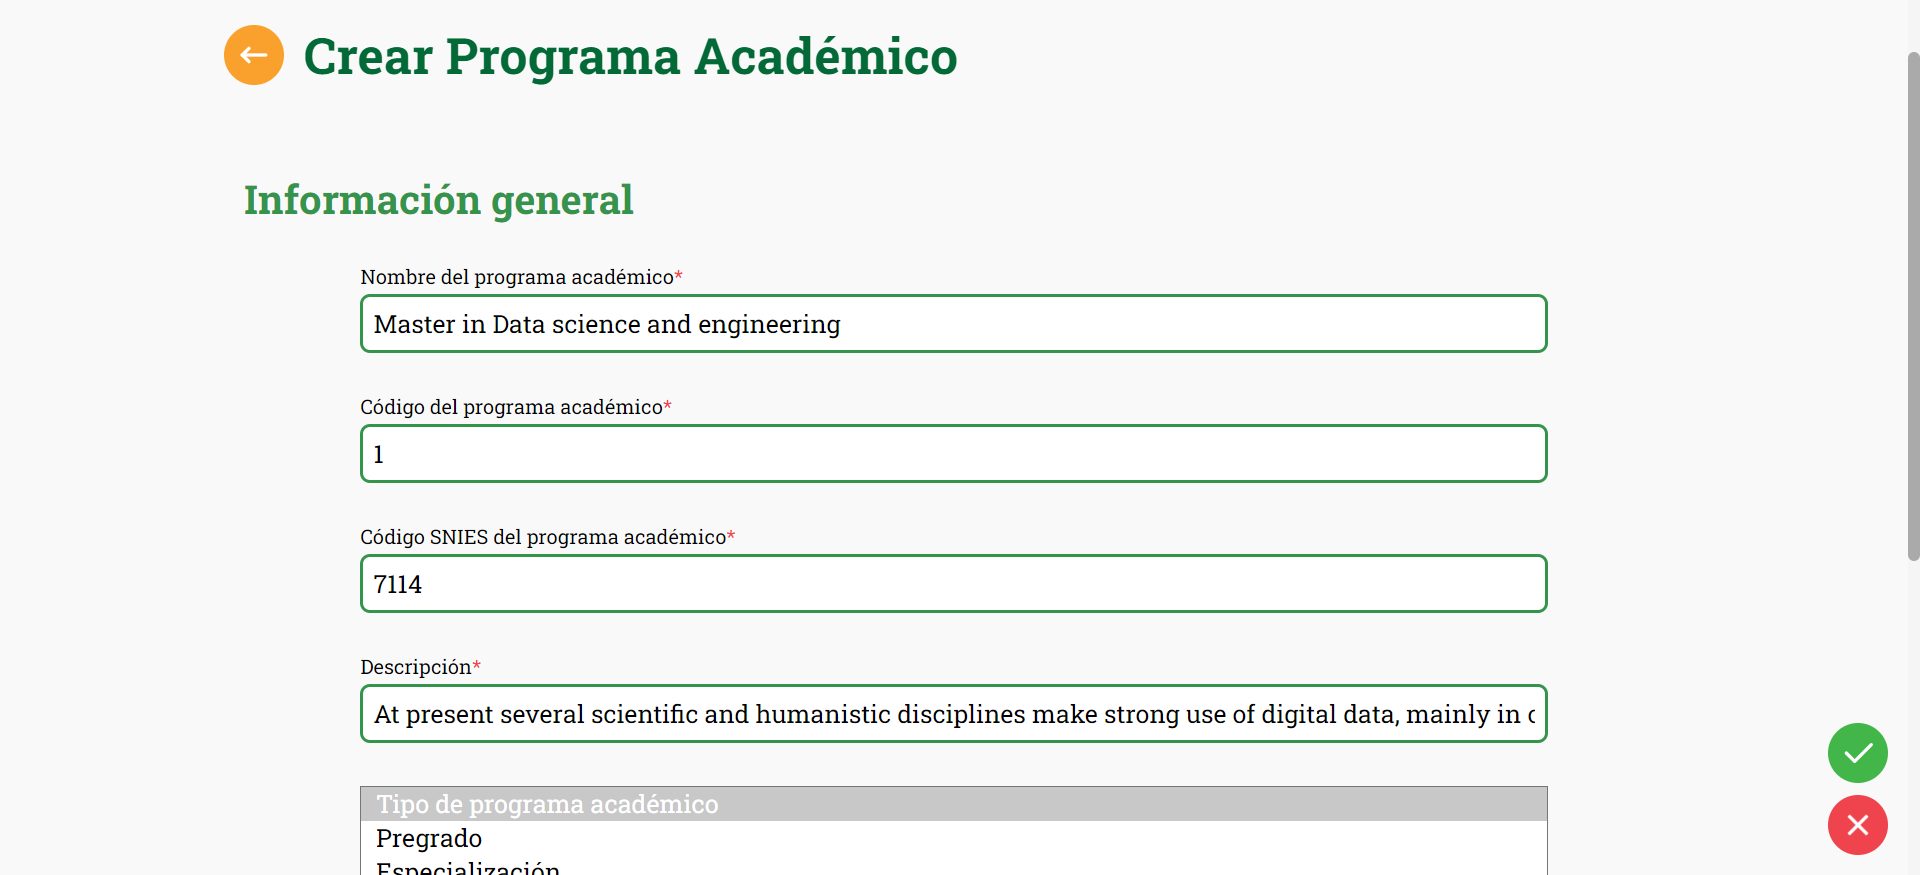 Crear Programa Académico
Información general
Nombre del programa académico*
Master in Data science and engineering
Código del programa académico*
1
Código SNIES del programa académico*
7114
Descripción*
At present several scientific and humanistic disciplines make strong use of digital data, mainly in
Tipo de programa académico
Pregrado
Especialización